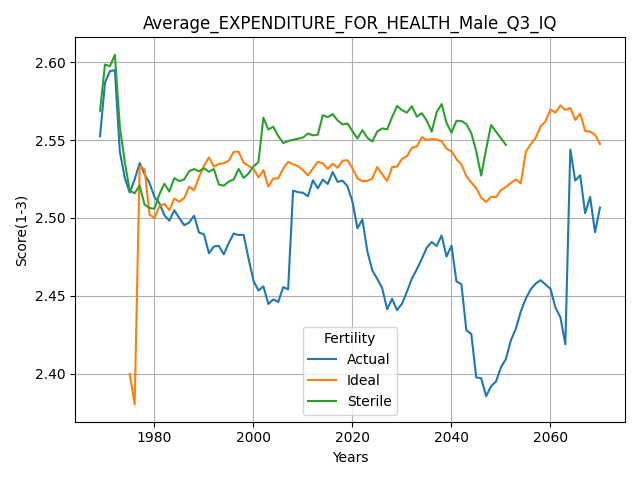 Average_EXPENDITURE_FOR_HEALTH_Male_Q3_IQ
Score(1-3)
2.60
2.55
2.50
2.45
2.40
Fertility
Actual
Ideal
Sterile
1980 2000 2020 2040 2060
Years